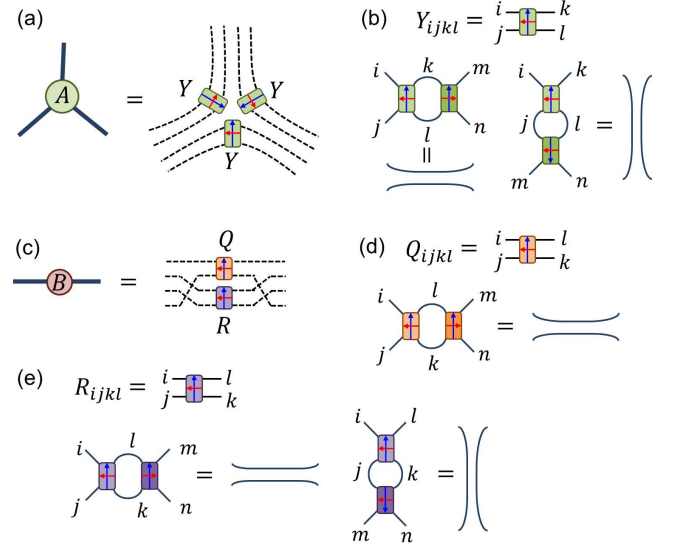 (a)
A
=
Y
Y
Y
(b)
Y_{ijkl} =
i k
j l
i k m
j l n
=
i k
j l =
m n
(c)
B =
Q
R
(d)
Q_{ijkl} =
i l
j k
i l m
j k n
=
(e)
R_{ijkl} =
i l
j k
i l m
j k n
=
i l
j k =
m n